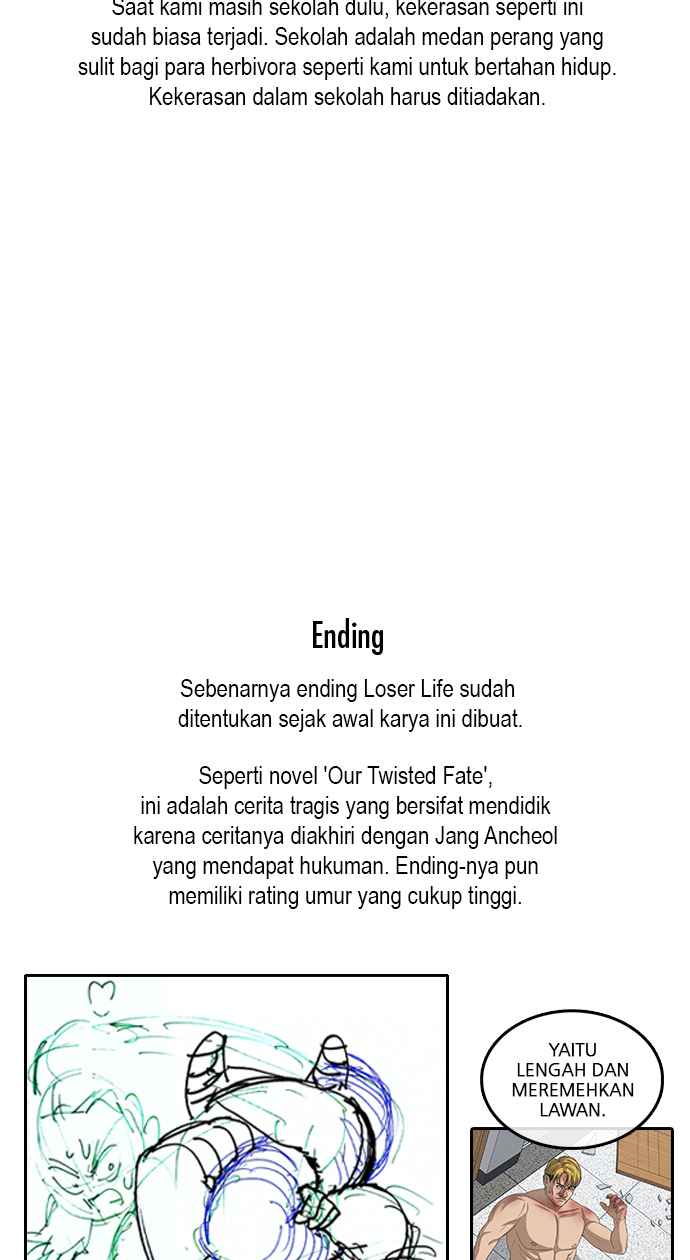 Saat kami masih sekolah dulu, kekerasan seperti ini
sudah biasa terjadi. Sekolah adalah medan perang yang
sulit bagi para herbivora seperti kami untuk bertahan hidup.
Kekerasan dalam sekolah harus ditiadakan.
Ending
Sebenarnya ending Loser Life sudah
ditentukan sejak awal karya ini dibuat.
Seperti novel 'Our Twisted Fate',
ini adalah cerita tragis yang bersifat mendidik
karena ceritanya diakhiri dengan Jang Ancheol
yang mendapat hukuman. Ending-nya pun
memiliki rating umur yang cukup tinggi.
YAITU
LENGAH DAN
MEREMEHKAN
LAWAN.